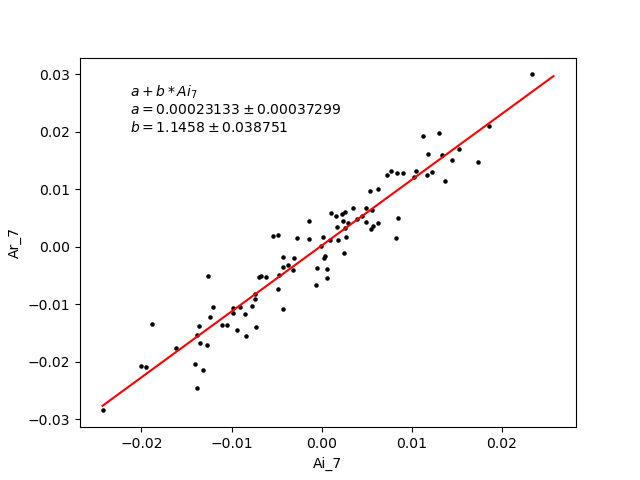 0.03
0.02
0.01
0.00
−0.01
−0.02
−0.03
Ar_7
a + b * Ai₇
a = 0.00023133 ± 0.00037299
b = 1.1458 ± 0.038751
−0.02 −0.01 0.00 0.01 0.02
Ai_7